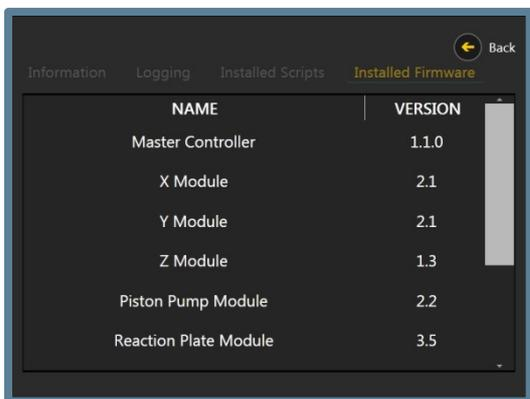 Back
Information Logging Installed Scripts Installed Firmware
NAME VERSION
Master Controller 1.1.0
X Module 2.1
Y Module 2.1
Z Module 1.3
Piston Pump Module 2.2
Reaction Plate Module 3.5